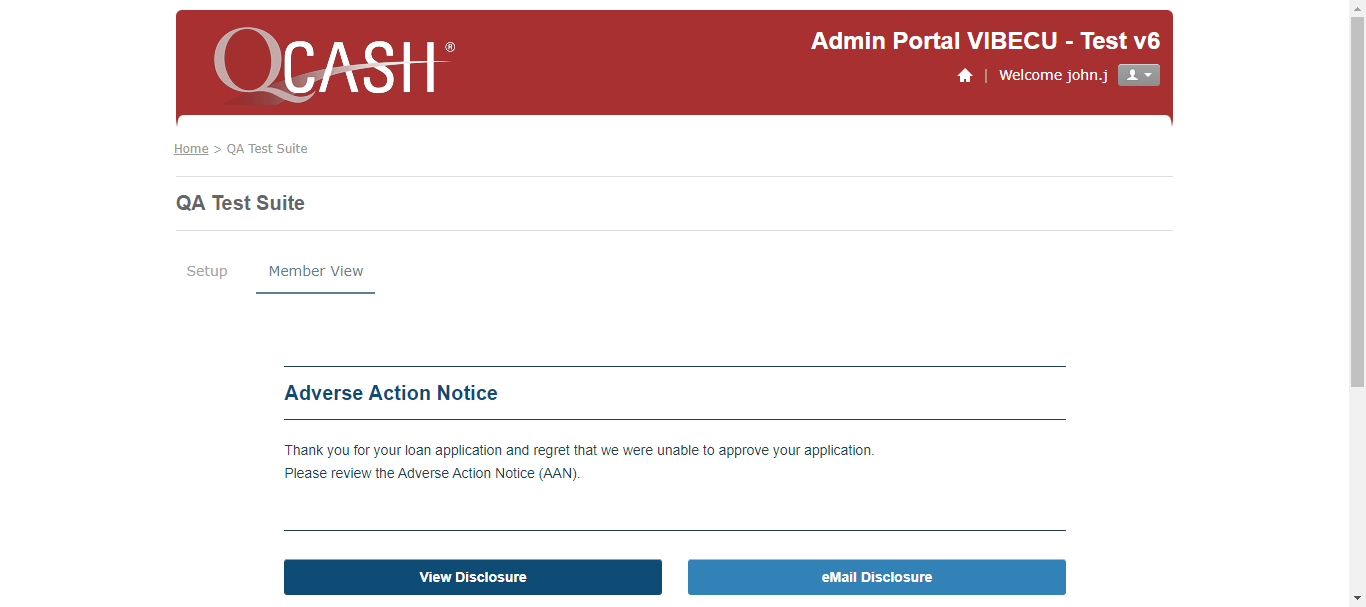 QCASH®
Admin Portal VIBECU - Test v6
| Welcome john.j
Home > QA Test Suite
QA Test Suite
Setup Member View
Adverse Action Notice
Thank you for your loan application and regret that we were unable to approve your application.
Please review the Adverse Action Notice (AAN).
View Disclosure eMail Disclosure